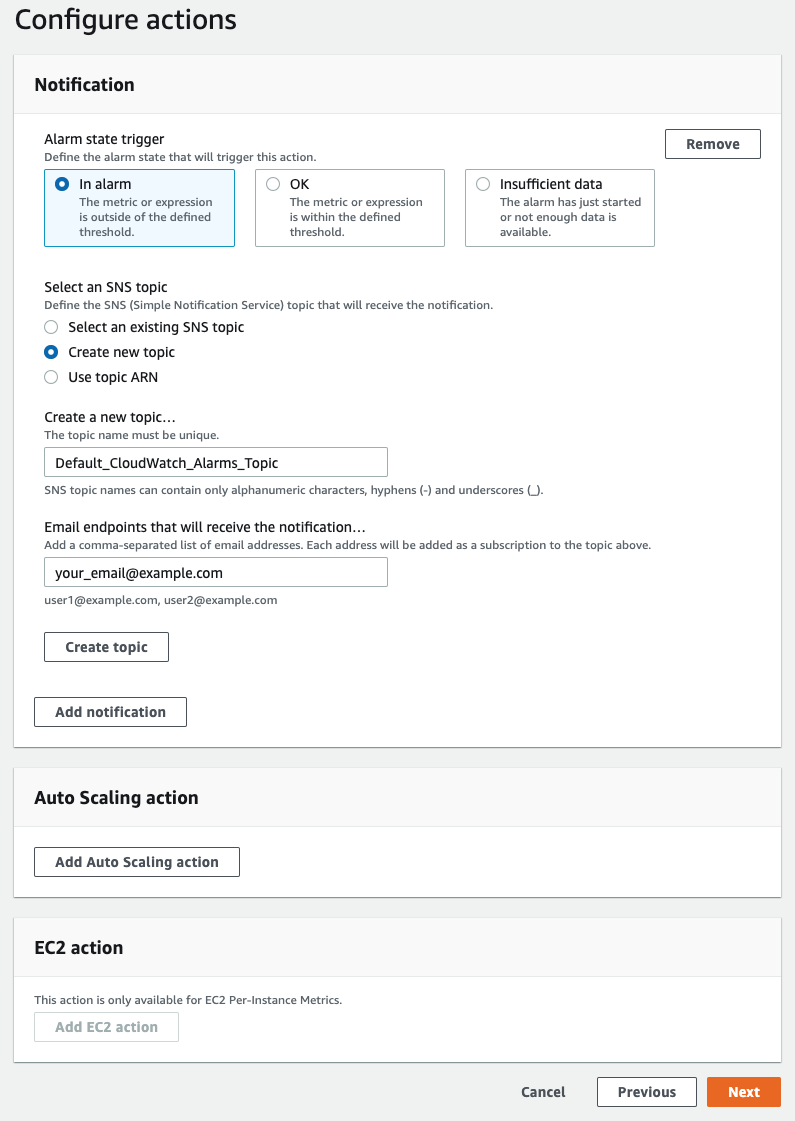 Configure actions
Notification
Alarm state trigger
Define the alarm state that will trigger this action.
Remove
In alarm
The metric or expression
is outside of the defined
threshold.
OK
The metric or expression
is within the defined
threshold.
Insufficient data
The alarm has just started
or not enough data is
available.
Select an SNS topic
Define the SNS (Simple Notification Service) topic that will receive the notification.
Select an existing SNS topic
Create new topic
Use topic ARN
Create a new topic…
The topic name must be unique.
Default_CloudWatch_Alarms_Topic
SNS topic names can contain only alphanumeric characters, hyphens (-) and underscores (_).
Email endpoints that will receive the notification…
Add a comma-separated list of email addresses. Each address will be added as a subscription to the topic above.
your_email@example.com
user1@example.com, user2@example.com
Create topic
Add notification
Auto Scaling action
Add Auto Scaling action
EC2 action
This action is only available for EC2 Per-Instance Metrics.
Add EC2 action
Cancel
Previous
Next